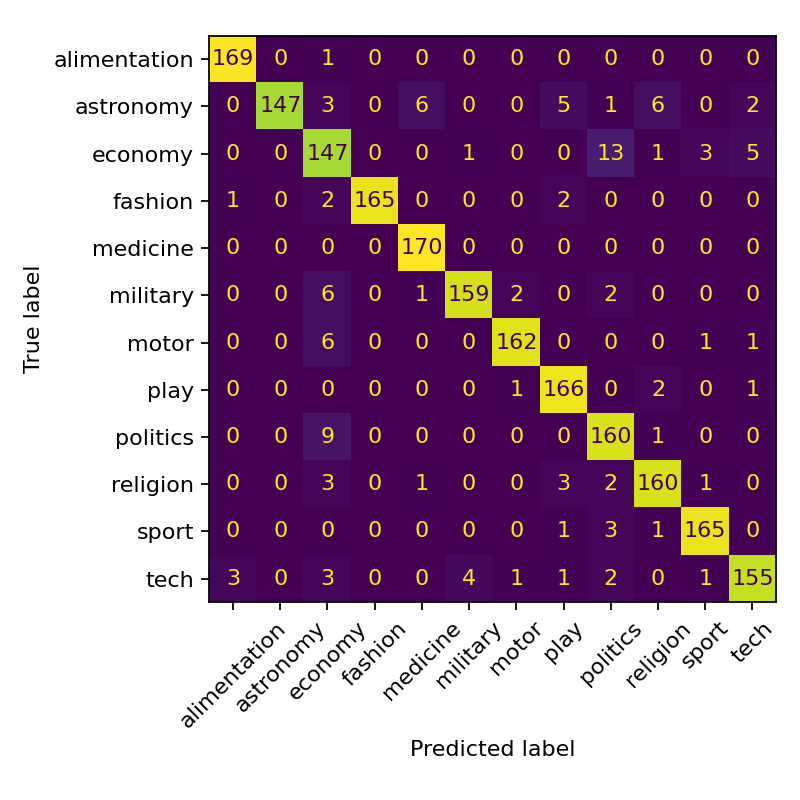 alimentation 169 0 1 0 0 0 0 0 0 0 0 0
astronomy 0 147 3 0 6 0 0 5 1 6 0 2
economy 0 0 147 0 0 1 0 0 13 1 3 5
fashion 1 0 2 165 0 0 0 2 0 0 0 0
medicine 0 0 0 0 170 0 0 0 0 0 0 0
military 0 0 6 0 1 159 2 0 2 0 0 0
motor 0 0 6 0 0 0 162 0 0 0 1 1
play 0 0 0 0 0 0 1 166 0 2 0 1
politics 0 0 9 0 0 0 0 0 160 1 0 0
religion 0 0 3 0 1 0 0 3 2 160 1 0
sport 0 0 0 0 0 0 0 1 3 1 165 0
tech 3 0 3 0 0 4 1 1 2 0 1 155
True label
alimentation astronomy economy fashion medicine military motor play politics religion sport tech
Predicted label